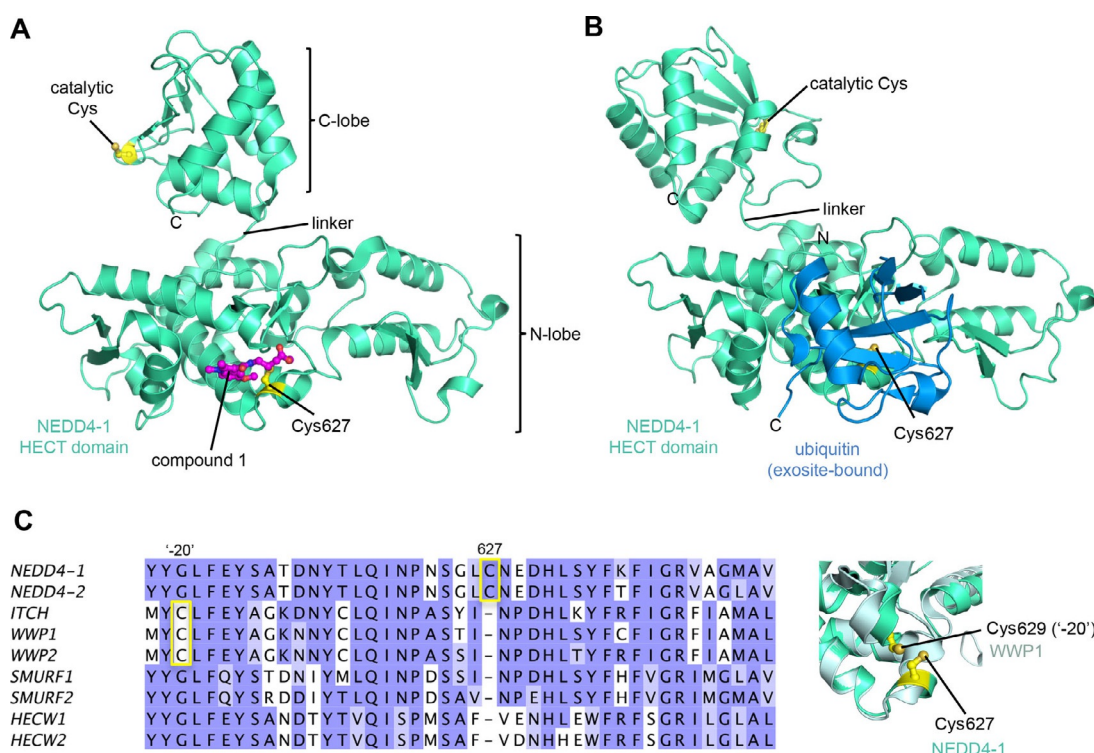 A
catalytic
Cys
C-lobe
C
linker
N-lobe
NEDD4-1
HECT domain
compound 1
Cys627
B
catalytic Cys
C
linker
N
C
NEDD4-1
HECT domain
ubiquitin
(exosite-bound)
Cys627
C
'-20' 627
NEDD4-1 YYGLFEYSATDNYTLQINPNSGLCNEDHLSYFKFIGRVAGMAV
NEDD4-2 YYGLFEYSATDNYTLQINPNSGLCNEDHLSYFTFIGRVAGLAV
ITCH MYCLFEYAGKDNYCLQINPASYI-NPDHLKYFRFIGRFIAMAL
WWP1 MYCLFEYAGKNNYCLQINPASTI-NPDHLSYFCFIGRFIAMAL
WWP2 MYCLFEYAGKNNYCLQINPASSI-NPDHLTYFRFIGRFIAMAL
SMURF1 YYGLFQYSTDNIYMLQINPDSSI-NPDHLSYFHFVGRIMGLAV
SMURF2 YYGLFQYSRDDIYTLQINPDSAV-NPEHLSYFHFVGRIMGMAV
HECW1 YYGLFEYSANDTYTVQISPMSAF-VENHLEWFRFSGRILGLAL
HECW2 YYGLFEYSANDTYTVQISPMSAF-VDNHHEWFRFSGRILGLAL
Cys629 ('-20')
WWP1
Cys627
NEDD4-1